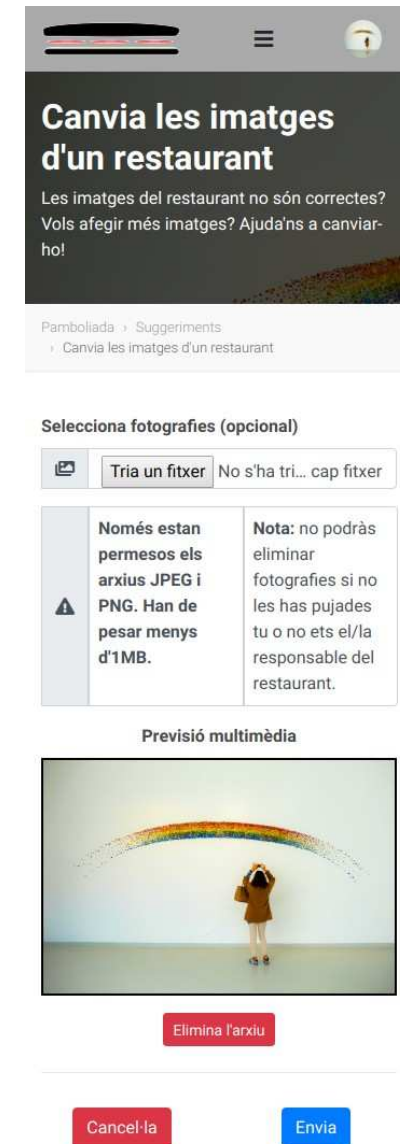 Canvia les imatges
d'un restaurant
Les imatges del restaurant no són correctes?
Vols afegir més imatges? Ajuda'ns a canviar-
ho!
Pamboliada › Suggeriments
› Canvia les imatges d'un restaurant
Selecciona fotografies (opcional)
Tria un fitxer No s'ha tri... cap fitxer
Només estan
permesos els
arxius JPEG i
PNG. Han de
pesar menys
d'1MB.
Nota: no podràs
eliminar
fotografies si no
les has pujades
tu o no ets el/la
responsable del
restaurant.
Previsió multimèdia
Elimina l'arxiu
Cancel·la
Envia